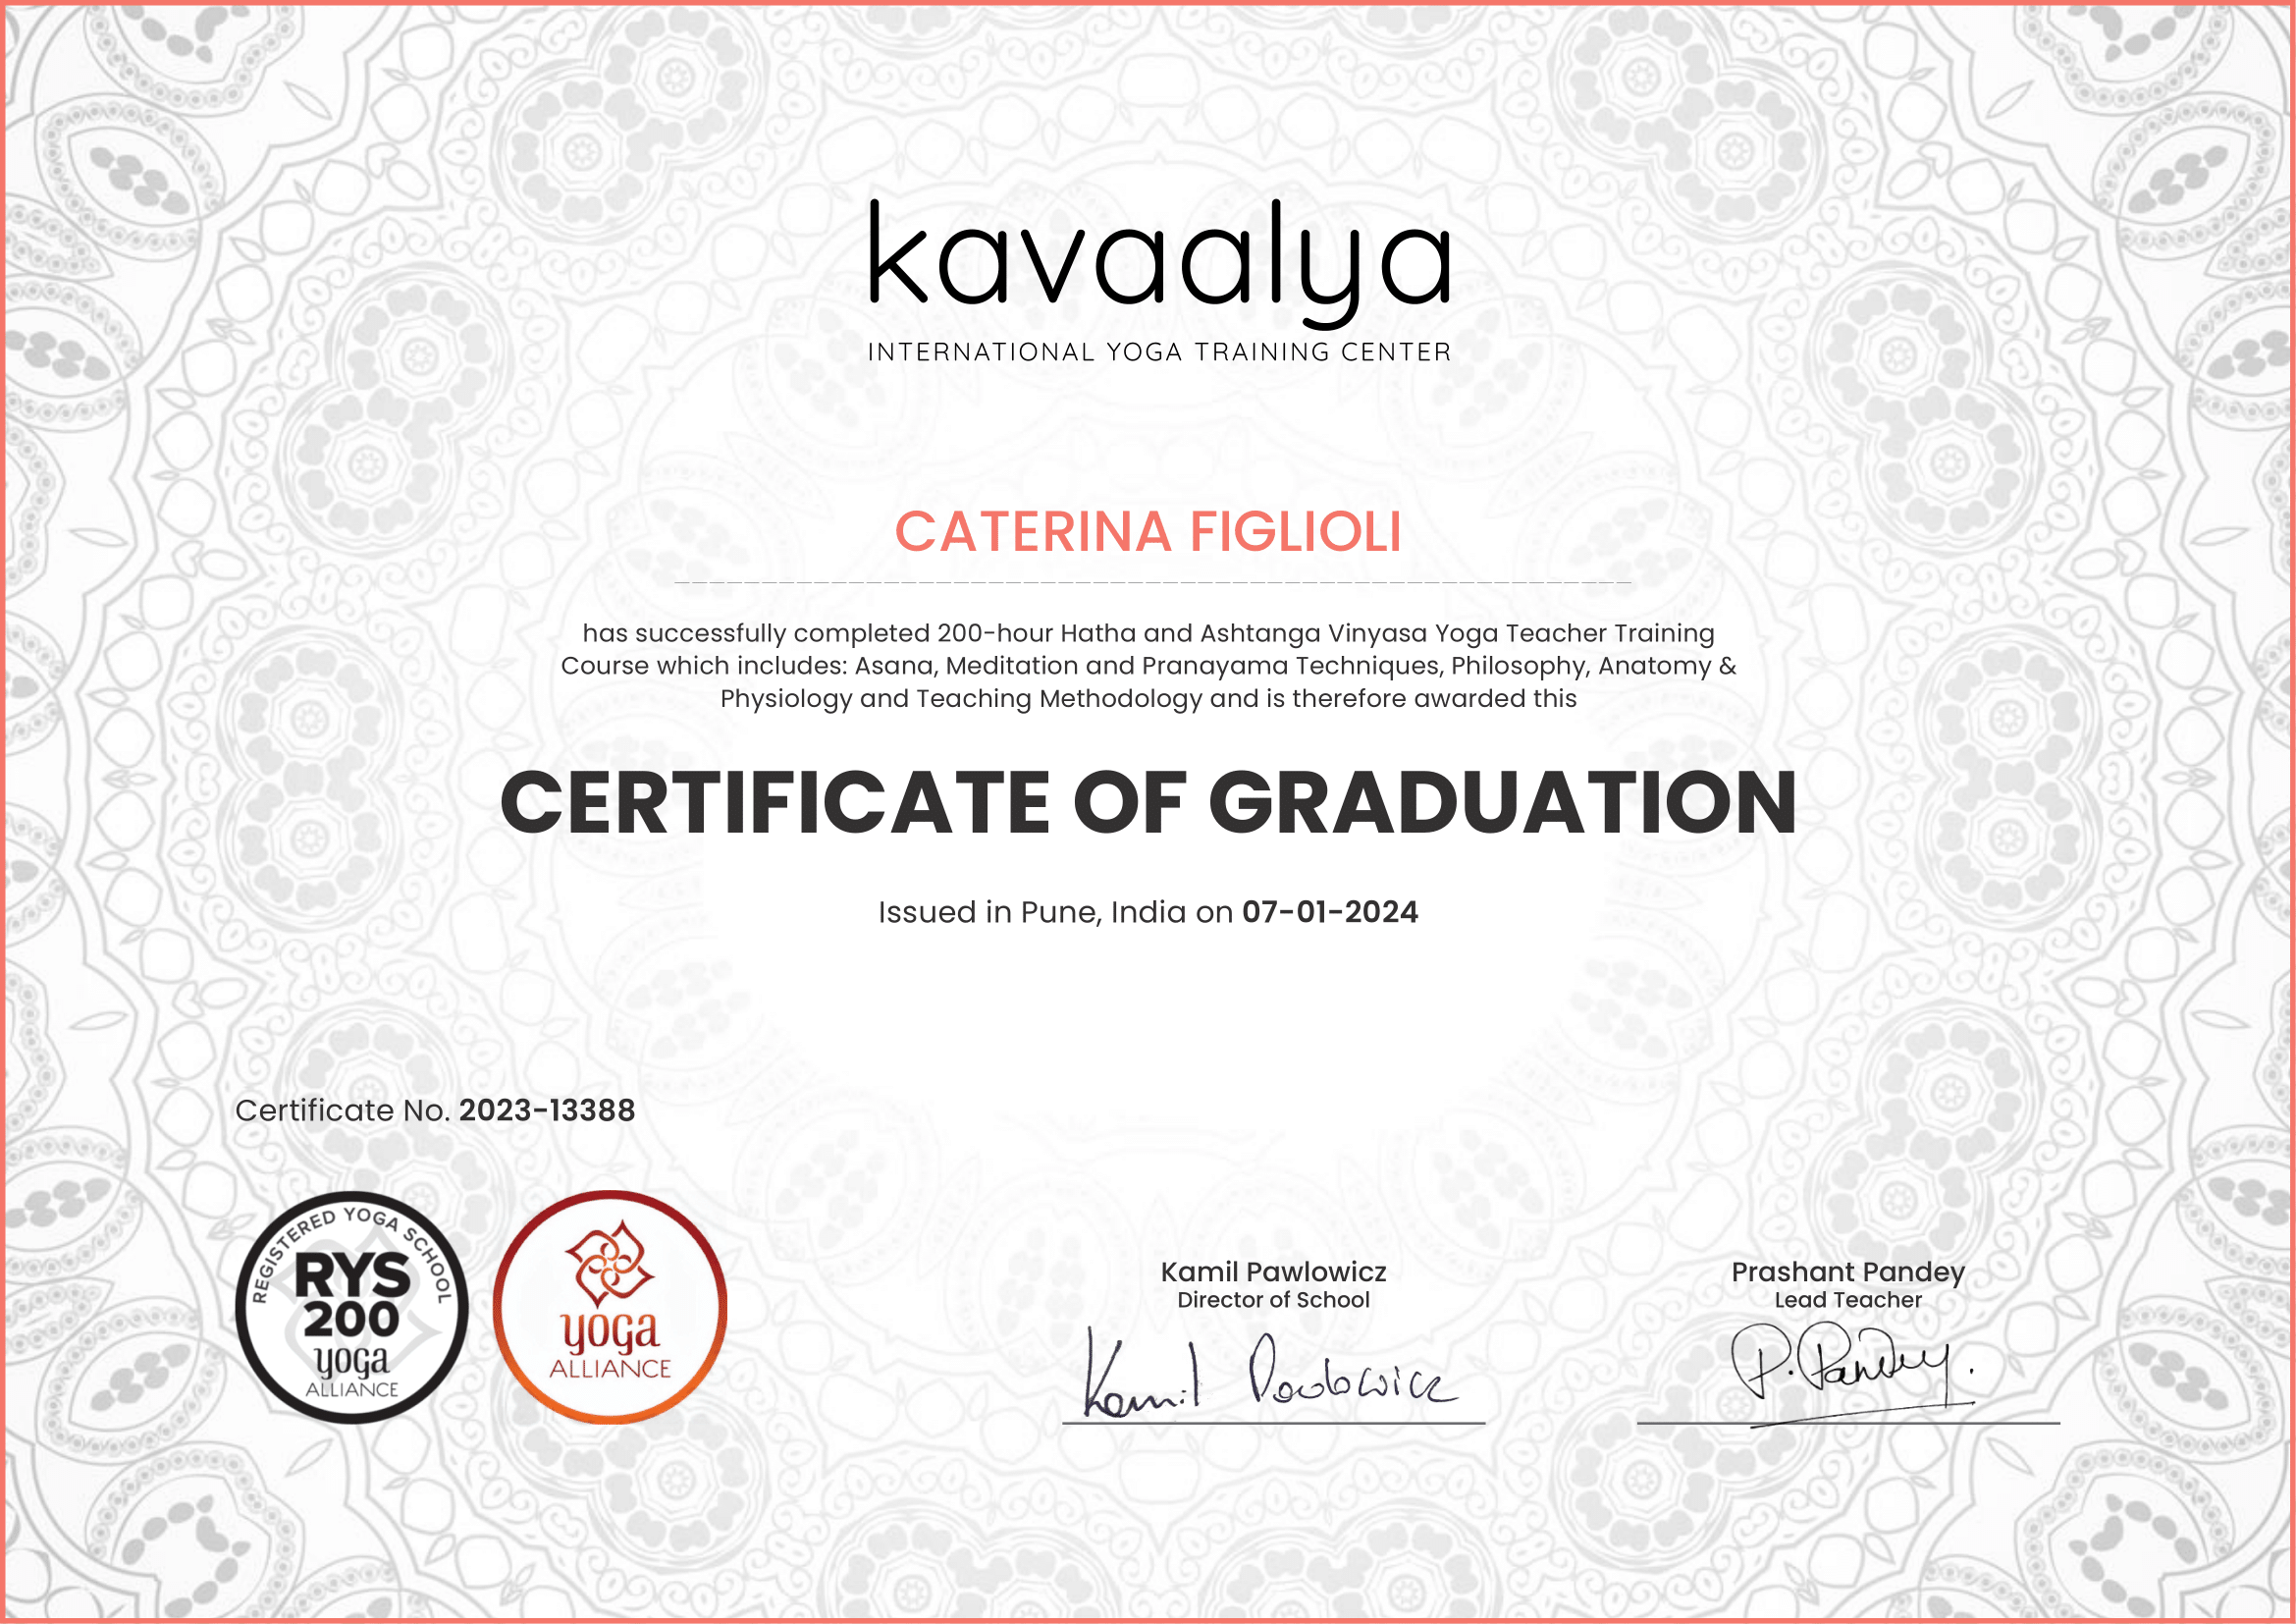 kavaalya
INTERNATIONAL YOGA TRAINING CENTER
CATERINA FIGLIOLI
has successfully completed 200-hour Hatha and Ashtanga Vinyasa Yoga Teacher Training
Course which includes: Asana, Meditation and Pranayama Techniques, Philosophy, Anatomy &
Physiology and Teaching Methodology and is therefore awarded this
CERTIFICATE OF GRADUATION
Issued in Pune, India on 07-01-2024
Certificate No. 2023-13388
REGISTERED YOGA SCHOOL
RYS
200
yoga
ALLIANCE
yoga
ALLIANCE
Kamil Pawlowicz
Director of School
Kamil Pawlowicz
Prashant Pandey
Lead Teacher
P. Pandey.